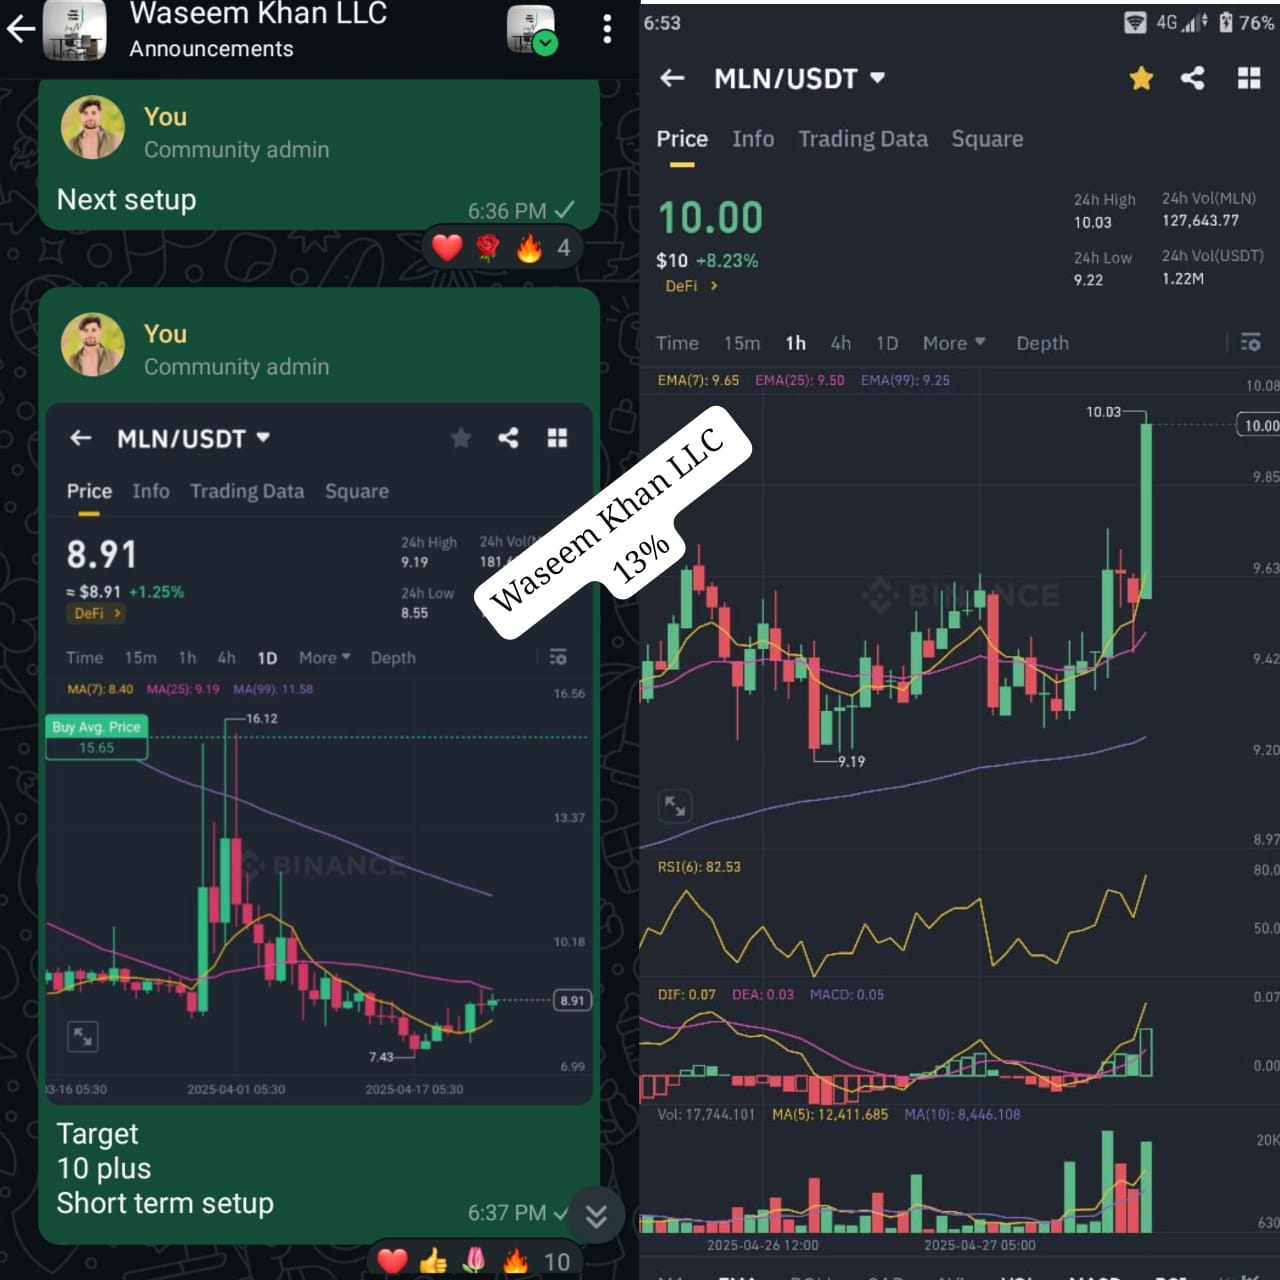 Waseem Khan LLC
Announcements
You
Community admin
Next setup
6:36 PM
4
You
Community admin
MLN/USDT
Price Info Trading Data Square
8.91
≈ $8.91 +1.25%
DeFi >
24h High
9.19
24h Low
8.55
Time 15m 1h 4h 1D More Depth
MA(7): 8.40 MA(25): 9.19 MA(99): 11.58
16.56
Buy Avg. Price
15.65
16.12
13.37
BINANCE
10.18
8.91
7.43
6.99
2025-04-01 05:30 2025-04-17 05:30
Target
10 plus
Short term setup
6:37 PM
10
Waseem Khan LLC
13%
6:53
4G
76%
MLN/USDT
Price Info Trading Data Square
10.00
$10 +8.23%
DeFi >
24h High
10.03
24h Vol(MLN)
127,643.77
24h Low
9.22
24h Vol(USDT)
1.22M
Time 15m 1h 4h 1D More Depth
EMA(7): 9.65 EMA(25): 9.50 EMA(99): 9.25
10.08
10.03
10.00
9.85
9.63
BINANCE
9.42
9.20
9.19
8.97
RSI(6): 82.53
80.0
50.0
DIF: 0.07 DEA: 0.03 MACD: 0.05
0.07
0.00
Vol: 17,744.101 MA(5): 12,411.685 MA(10): 8,446.108
20K
630
2025-04-26 12:00 2025-04-27 05:00